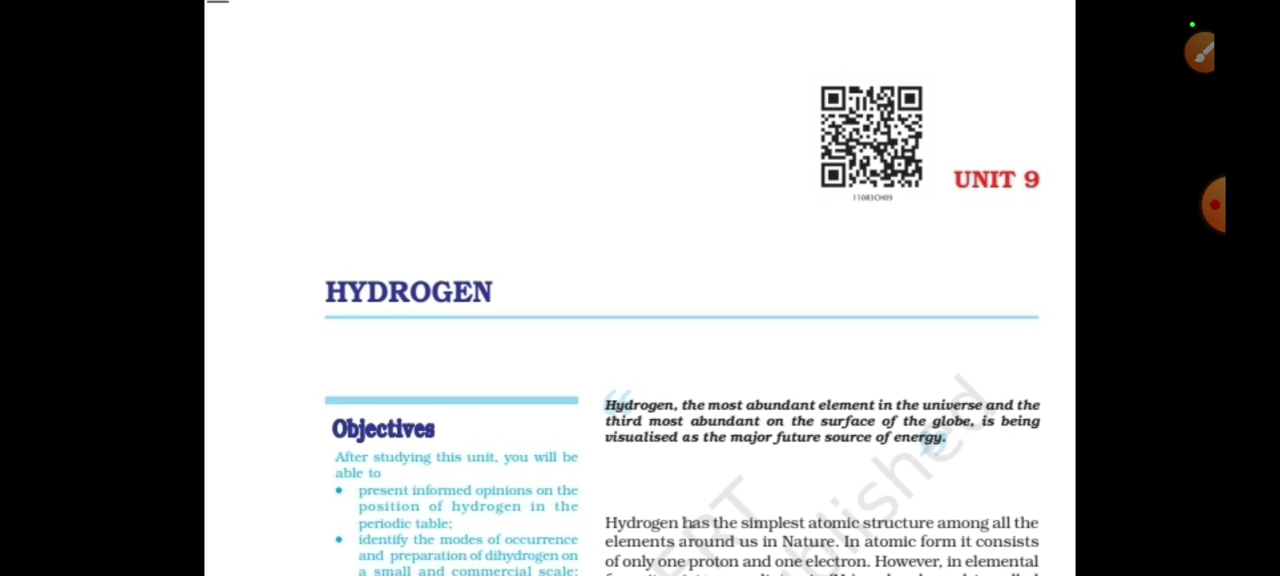 11083CH09
UNIT 9
HYDROGEN
Objectives
After studying this unit, you will be
able to
• present informed opinions on the
position of hydrogen in the
periodic table;
• identify the modes of occurrence
and preparation of dihydrogen on
a small and commercial scale;
“Hydrogen, the most abundant element in the universe and the
third most abundant on the surface of the globe, is being
visualised as the major future source of energy.”
Hydrogen has the simplest atomic structure among all the
elements around us in Nature. In atomic form it consists
of only one proton and one electron. However, in elemental